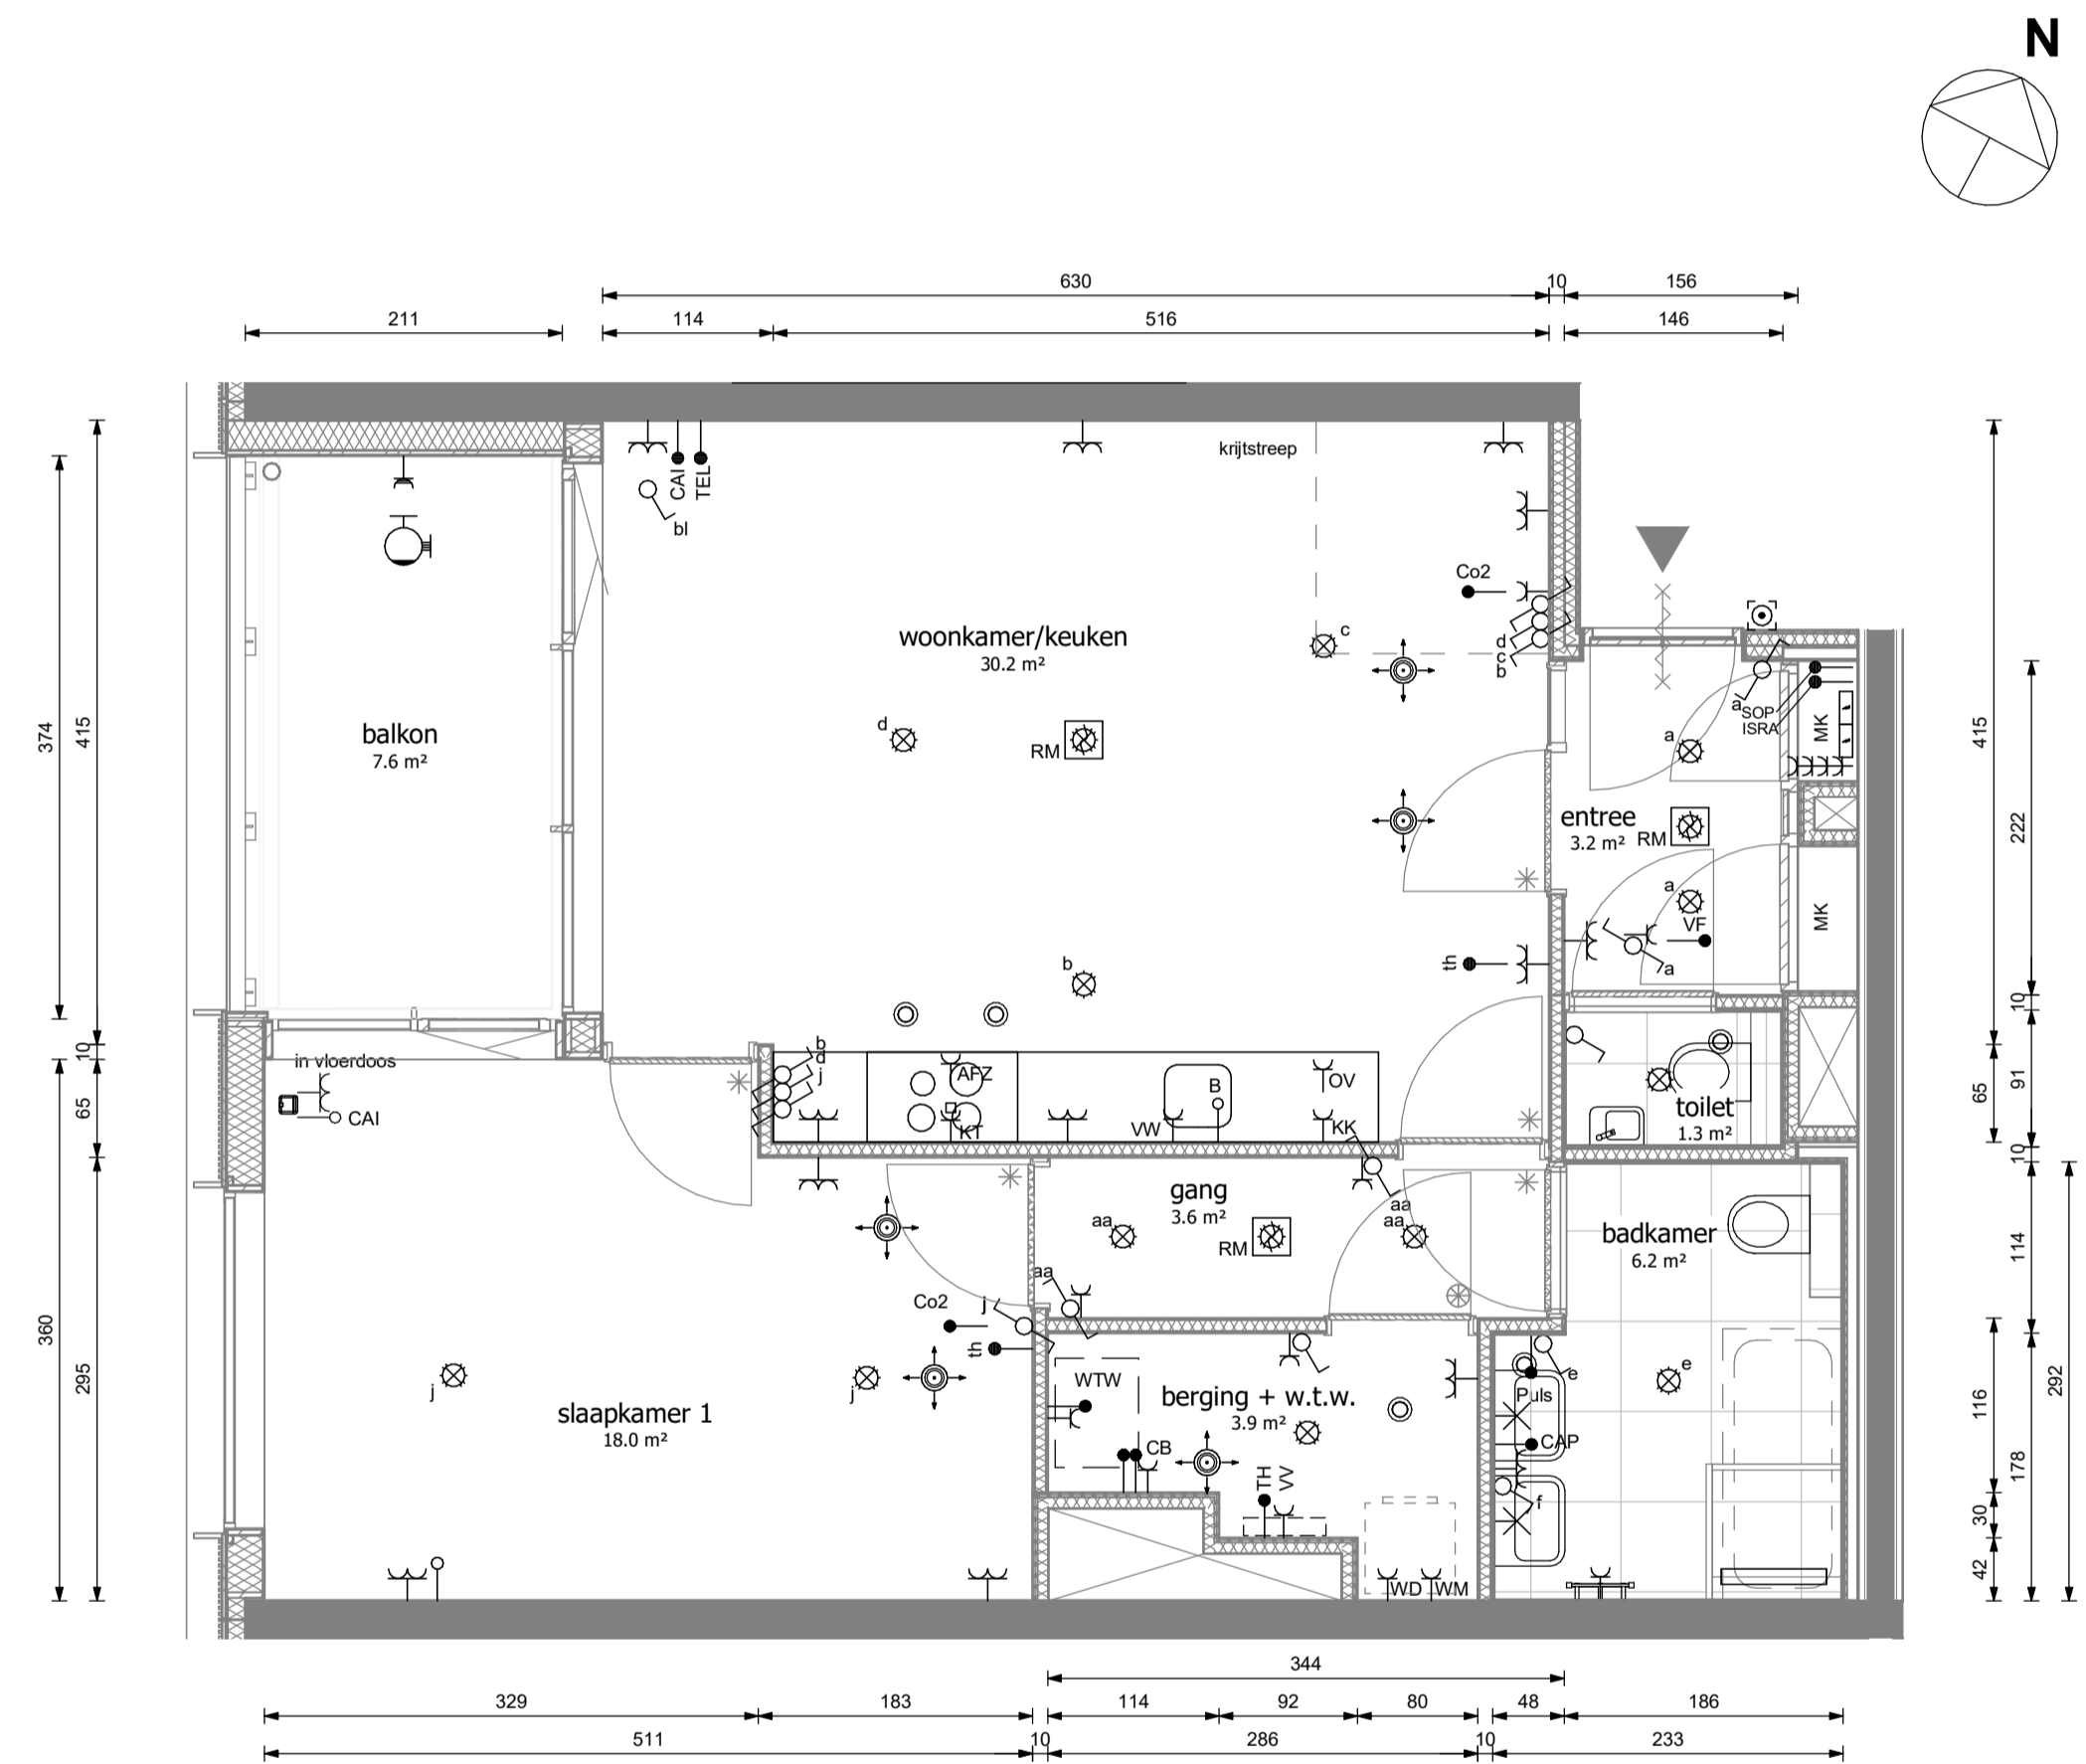 N
630
10
156
211
114
516
146
krijtstreep
CAI
TEL
bl
Co2
woonkamer/keuken
30.2 m²
c
d
c
b
a
SOP
ISRA
MK
a
d
RM
balkon
7.6 m²
374
415
415
222
entree
3.2 m²
RM
a
VF
MK
a
th
b
10
10
in vloerdoos
CAI
b
d
j
AFZ
KT
B
VW
OV
KK
toilet
1.3 m²
65
65
91
10
gang
3.6 m²
aa
RM
aa
aa
aa
badkamer
6.2 m²
114
Co2
j
th
e
e
Puls
WTW
berging + w.t.w.
3.9 m²
j
j
slaapkamer 1
18.0 m²
CB
CAP
TH
VV
f
WD
WM
360
295
116
292
178
30
42
344
329
183
114
92
80
48
186
511
10
286
10
233